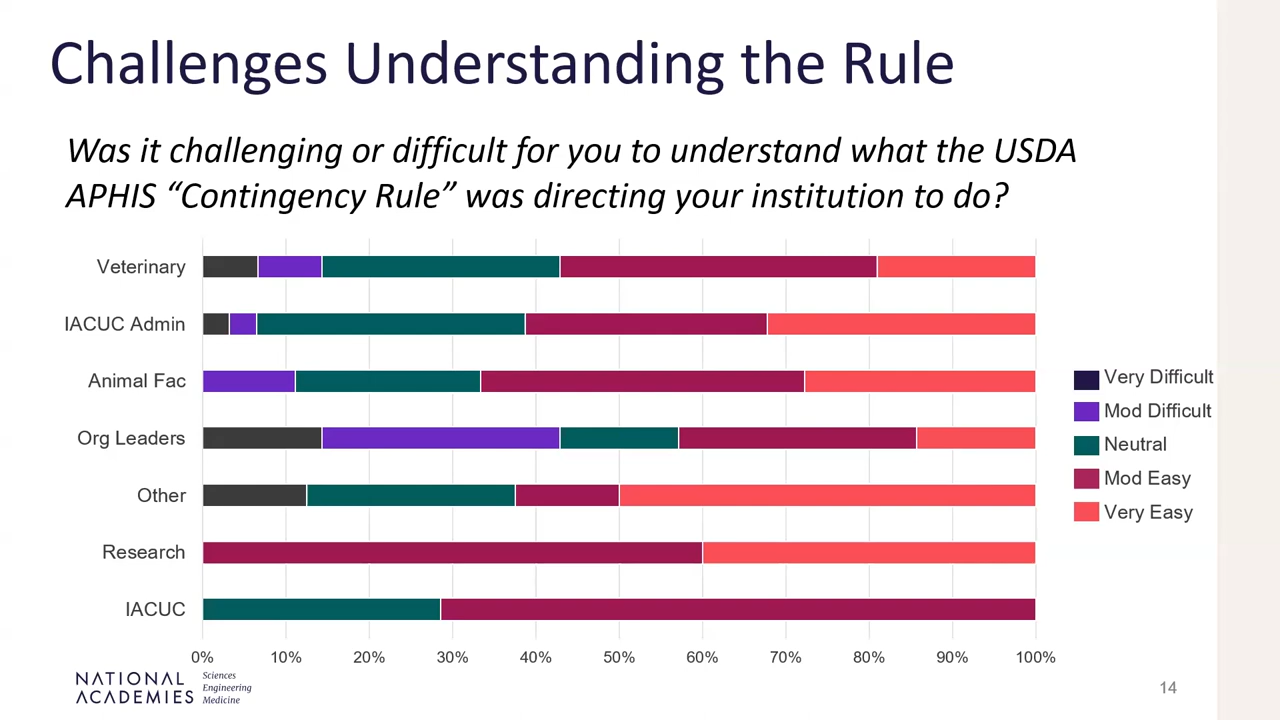 Challenges Understanding the Rule
Was it challenging or difficult for you to understand what the USDA
APHIS “Contingency Rule” was directing your institution to do?
Veterinary
IACUC Admin
Animal Fac
Org Leaders
Other
Research
IACUC
0% 10% 20% 30% 40% 50% 60% 70% 80% 90% 100%
Very Difficult
Mod Difficult
Neutral
Mod Easy
Very Easy
NATIONAL
ACADEMIES
Sciences
Engineering
Medicine
14